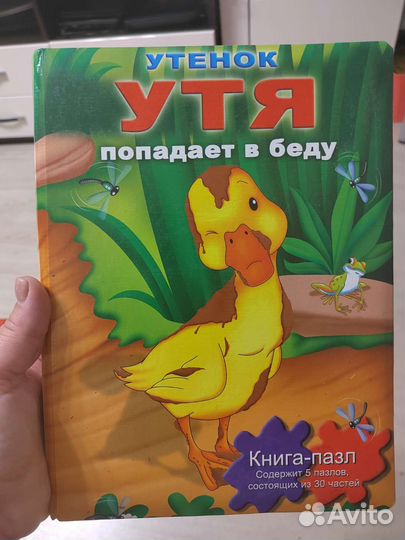 УТЕНОК
УТЯ
попадает в беду
Книга-пазл
Содержит 5 пазлов,
состоящих из 30 частей
Avito